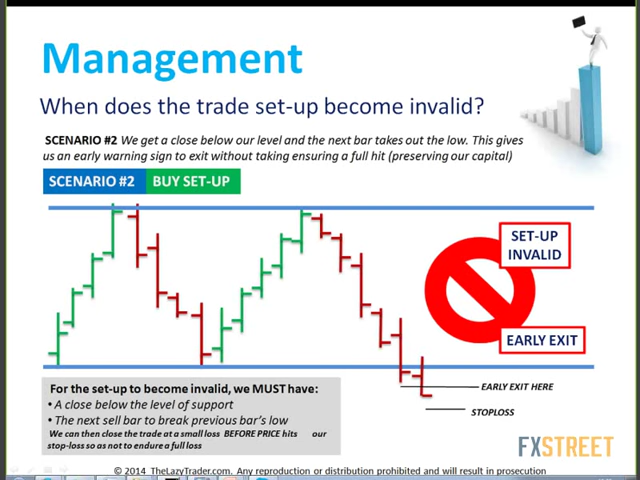 Management
When does the trade set-up become invalid?
SCENARIO #2 We get a close below our level and the next bar takes out the low. This gives
us an early warning sign to exit without taking ensuring a full hit (preserving our capital)
SCENARIO #2 BUY SET-UP
SET-UP
INVALID
EARLY EXIT
EARLY EXIT HERE
STOPLOSS
For the set-up to become invalid, we MUST have:
• A close below the level of support
• The next sell bar to break previous bar's low
We can then close the trade at a small loss BEFORE PRICE hits our
stop-loss so as not to endure a full loss
FXSTREET
© 2014 TheLazyTrader.com. Any reproduction or distribution prohibited and will result in prosecution